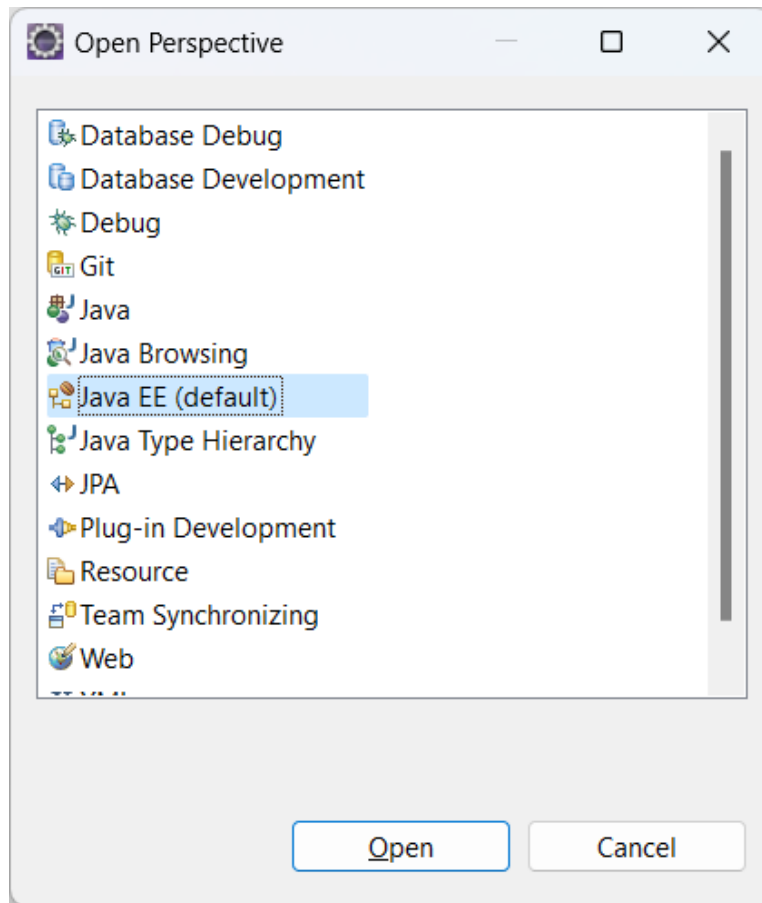 Open Perspective
Database Debug
Database Development
Debug
GIT Git
Java
Java Browsing
Java EE (default)
Java Type Hierarchy
JPA
Plug-in Development
Resource
Team Synchronizing
Web
Open
Cancel